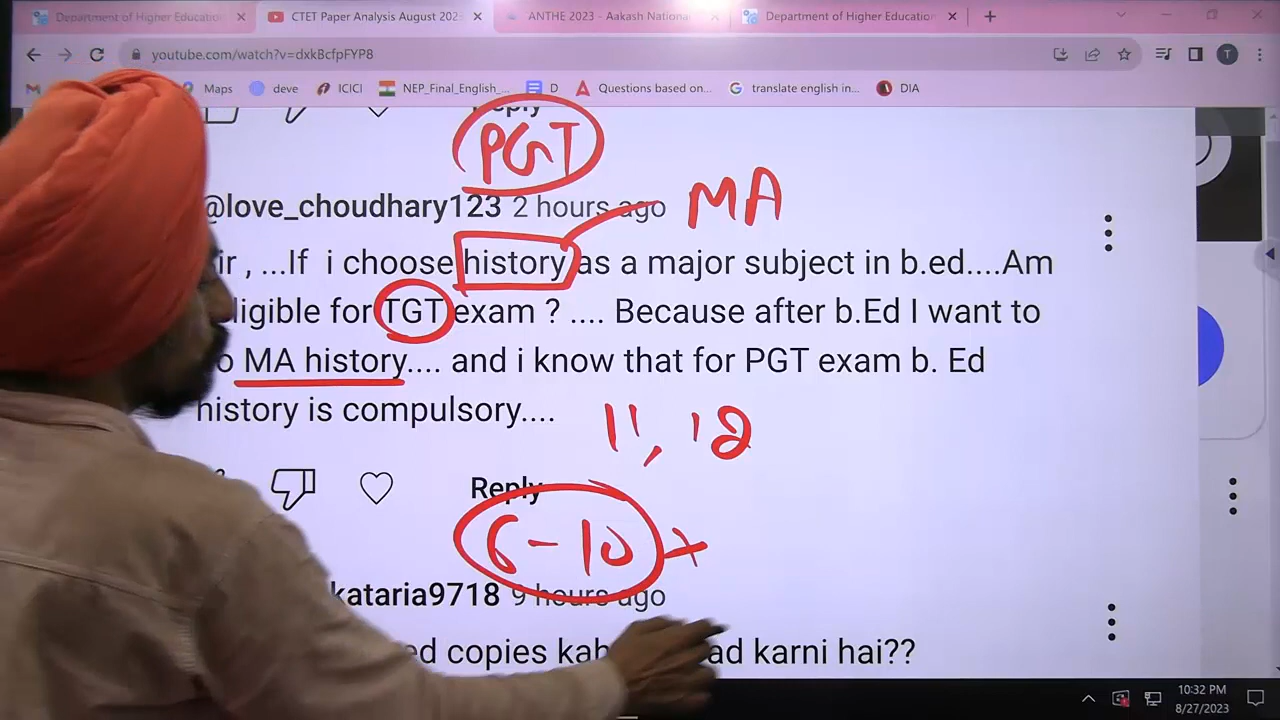 Department of Higher Education
CTET Paper Analysis August 202
ANTHE 2023 - Aakash National
Department of Higher Education
youtube.com/watch?v=dxkBcfpFYP8
T
Maps
deve
ICICI
NEP_Final_English_...
D
Questions based on...
translate english in...
DIA
Reply
PGT
@love_choudhary123 2 hours ago
MA
ir , ...If i choose history as a major subject in b.ed....Am
ligible for TGT exam ? .... Because after b.Ed I want to
o MA history.... and i know that for PGT exam b. Ed
history is compulsory....
11, 12
Reply
6-10 +
kataria9718 9 hours ago
ed copies kah ad karni hai??
10:32 PM
8/27/2023